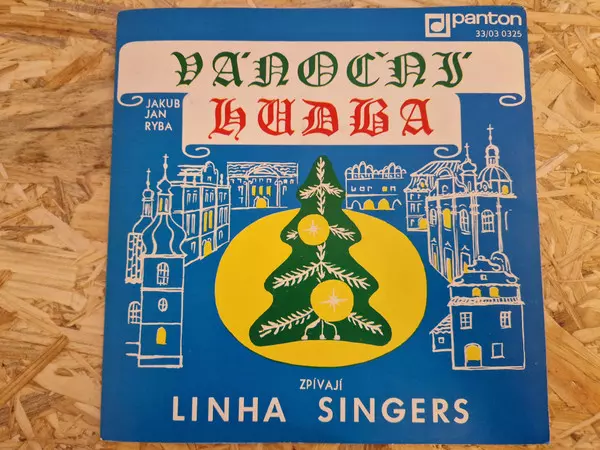 panton
33/03 0325
VÁNOČNÍ
JAKUB
JAN
RYBA
HUDBA
ZPÍVAJÍ
LINHA SINGERS